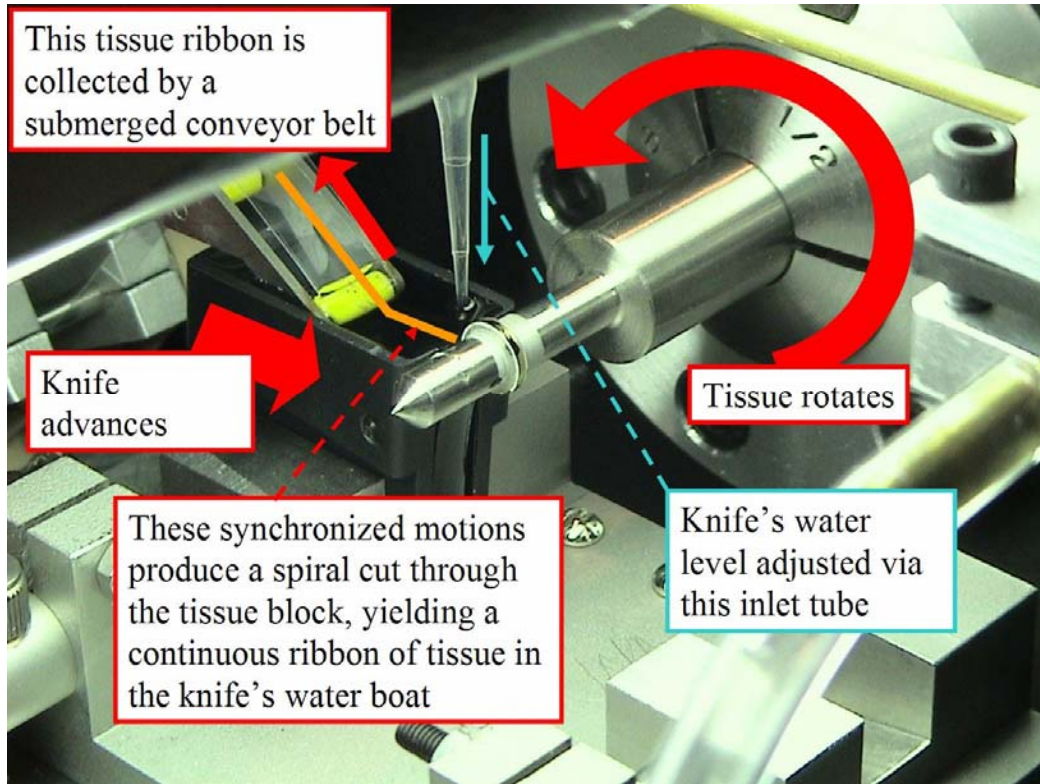 This tissue ribbon is
collected by a
submerged conveyor belt
1/2
Knife
advances
Tissue rotates
These synchronized motions
produce a spiral cut through
the tissue block, yielding a
continuous ribbon of tissue in
the knife's water boat
Knife's water
level adjusted via
this inlet tube